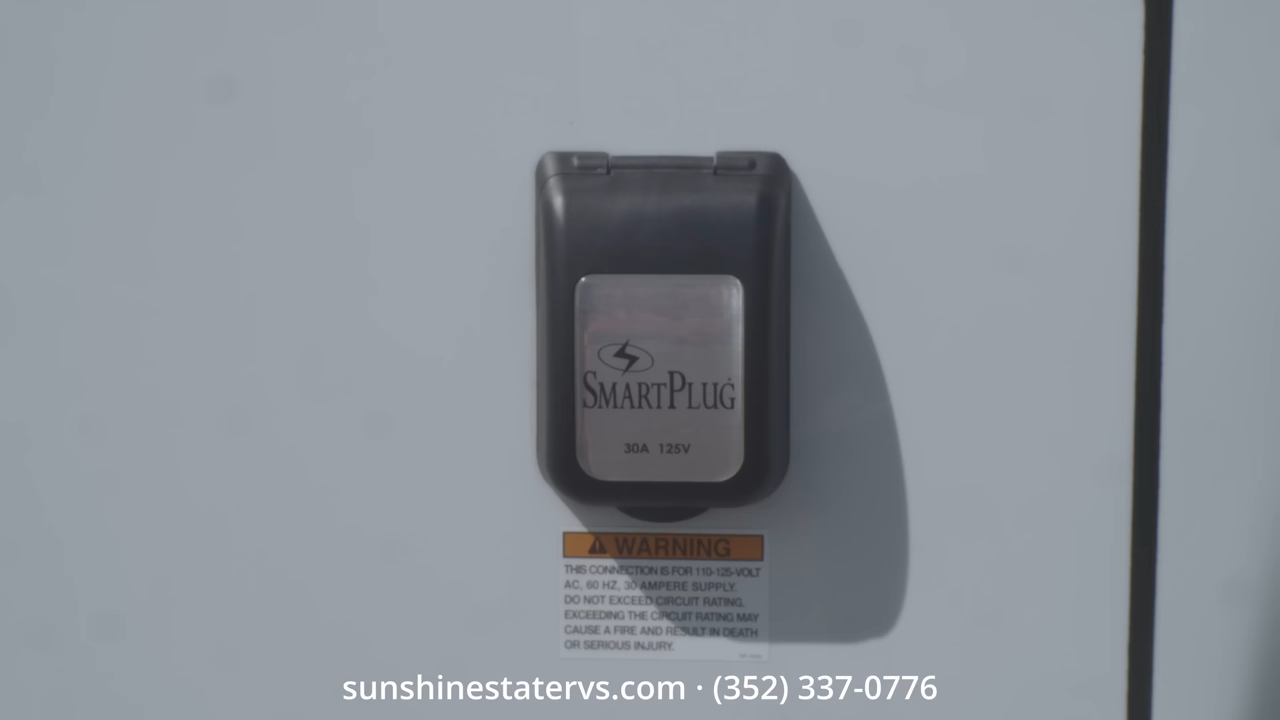 SMARTPLUG
30A 125V
WARNING
THIS CONNECTION IS FOR 110-125-VOLT
AC, 60 HZ, 30 AMPERE SUPPLY.
DO NOT EXCEED CIRCUIT RATING.
EXCEEDING THE CIRCUIT RATING MAY
CAUSE A FIRE AND RESULT IN DEATH
OR SERIOUS INJURY.
sunshinestatervs.com · (352) 337-0776